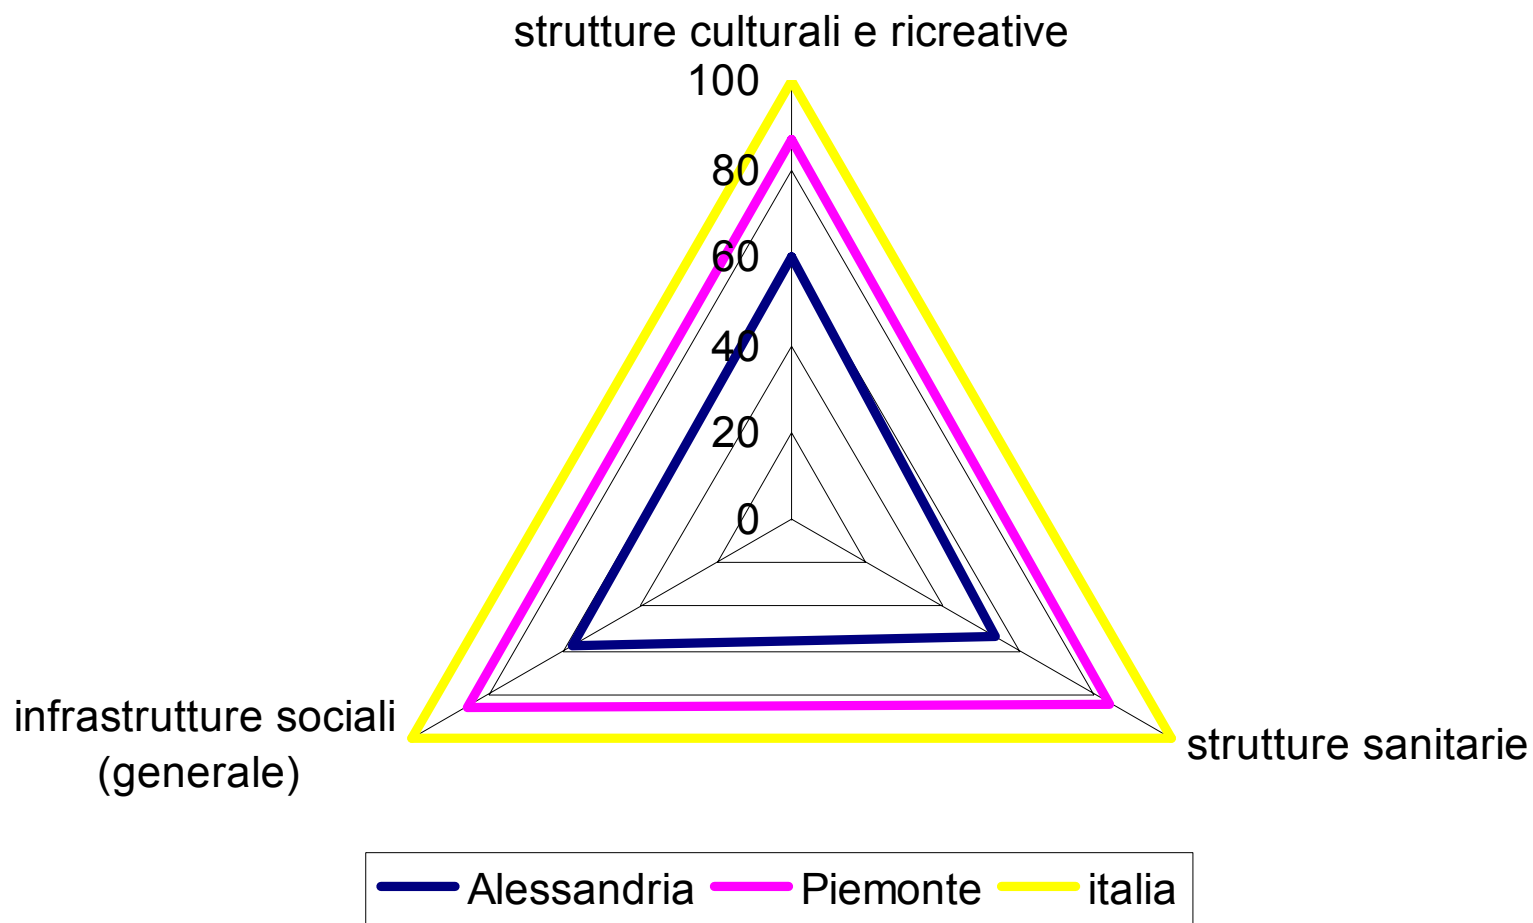 strutture culturali e ricreative
100
80
60
40
20
0
infrastrutture sociali
(generale)
strutture sanitarie
Alessandria Piemonte italia